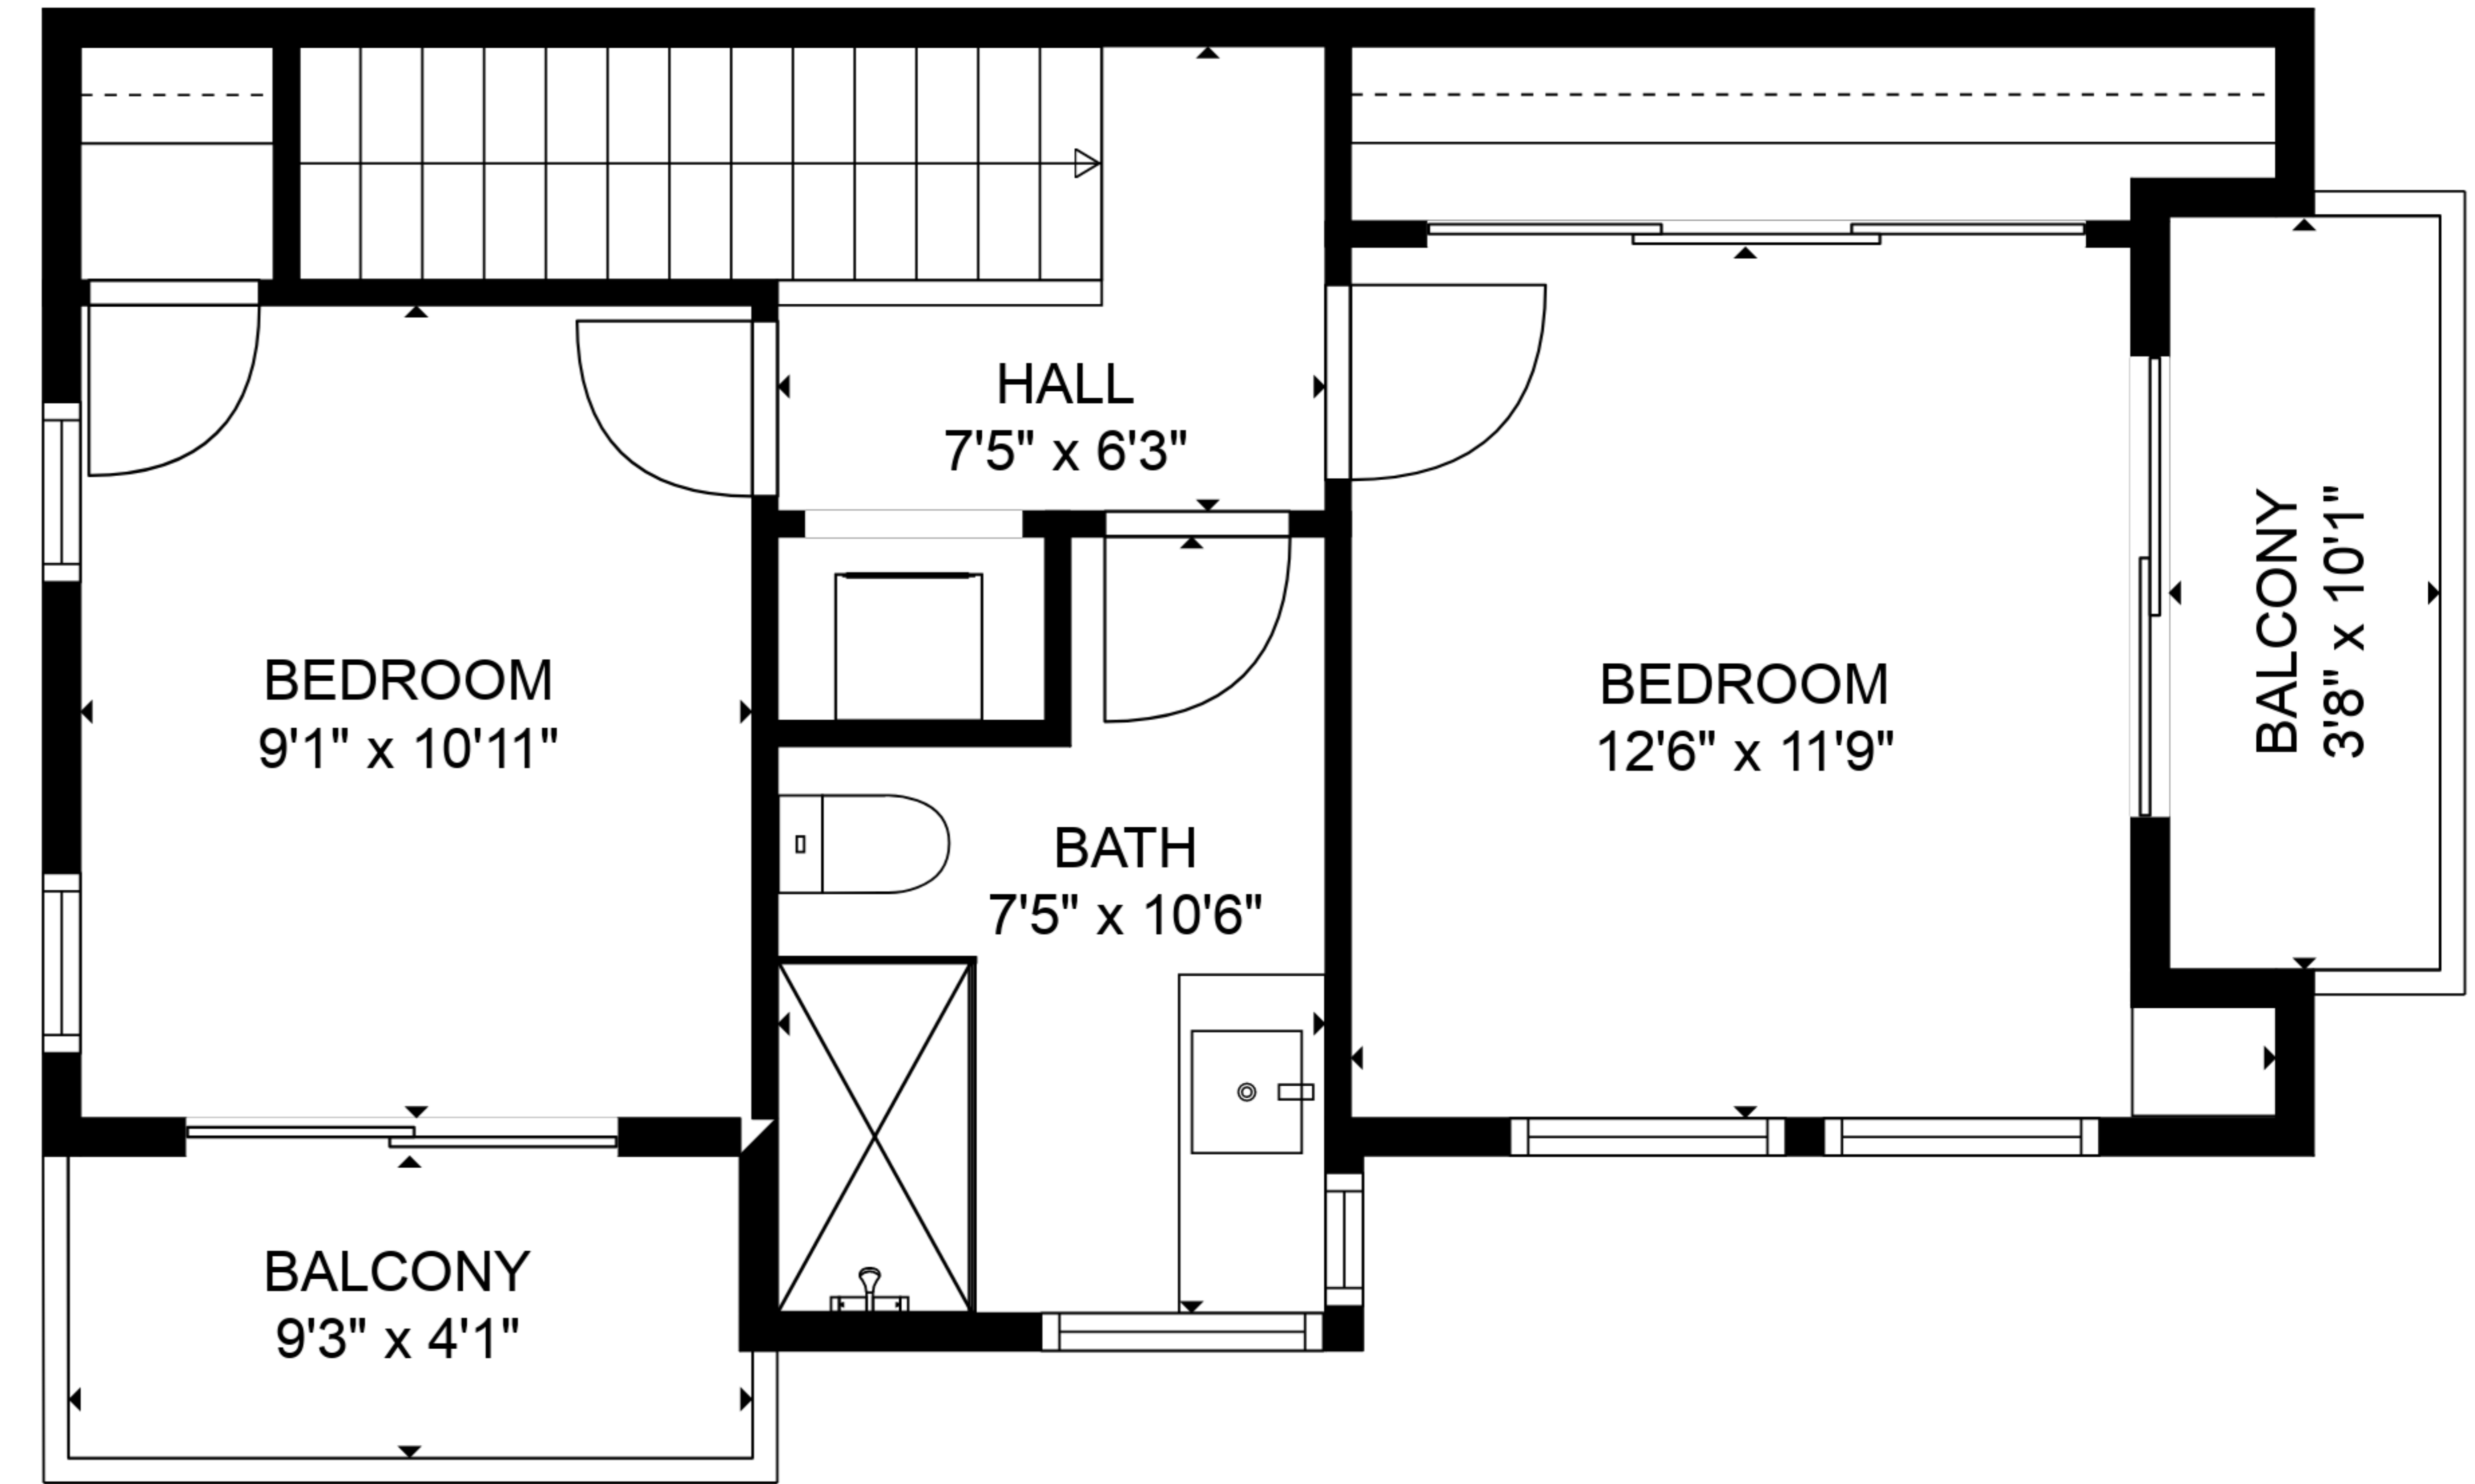 HALL
7'5" x 6'3"
BEDROOM
9'1" x 10'11"
BEDROOM
12'6" x 11'9"
BALCONY
3'8" x 10'1"
BATH
7'5" x 10'6"
BALCONY
9'3" x 4'1"